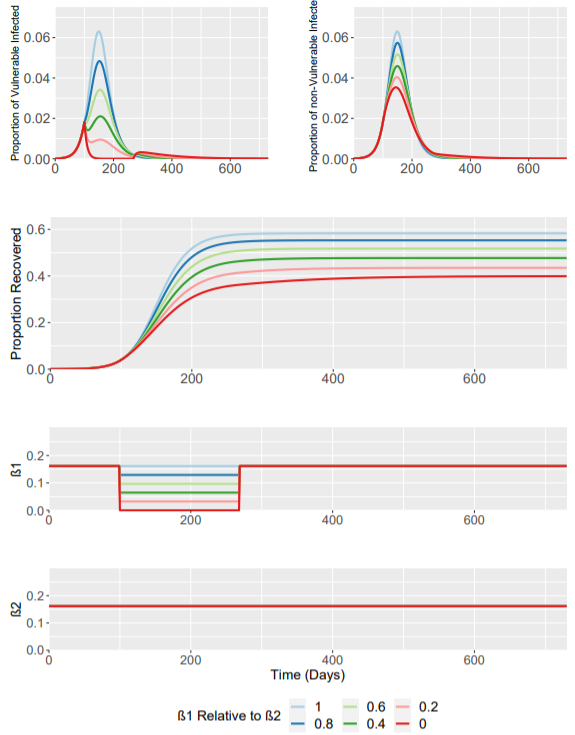 Proportion of Vulnerable Infected
0.06
0.04
0.02
0.00
0 200 400 600
Proportion of non-Vulnerable Infecte
0.06
0.04
0.02
0.00
0 200 400 600
Proportion Recovered
0.6
0.4
0.2
0.0
0 200 400 600
ß1
0.2
0.1
0.0
0 200 400 600
ß2
0.2
0.1
0.0
0 200 400 600
Time (Days)
ß1 Relative to ß2
1 0.6 0.2
0.8 0.4 0